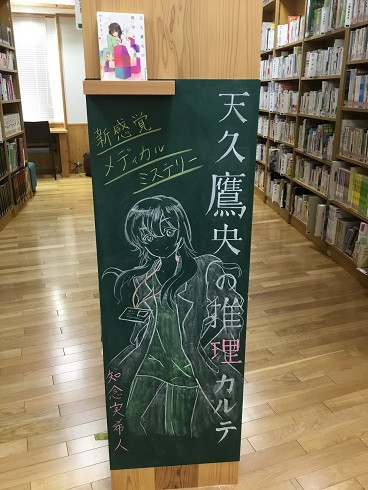 天久鷹央の推理カルテ
新感覚
メディカル
ミステリー
知念実希人